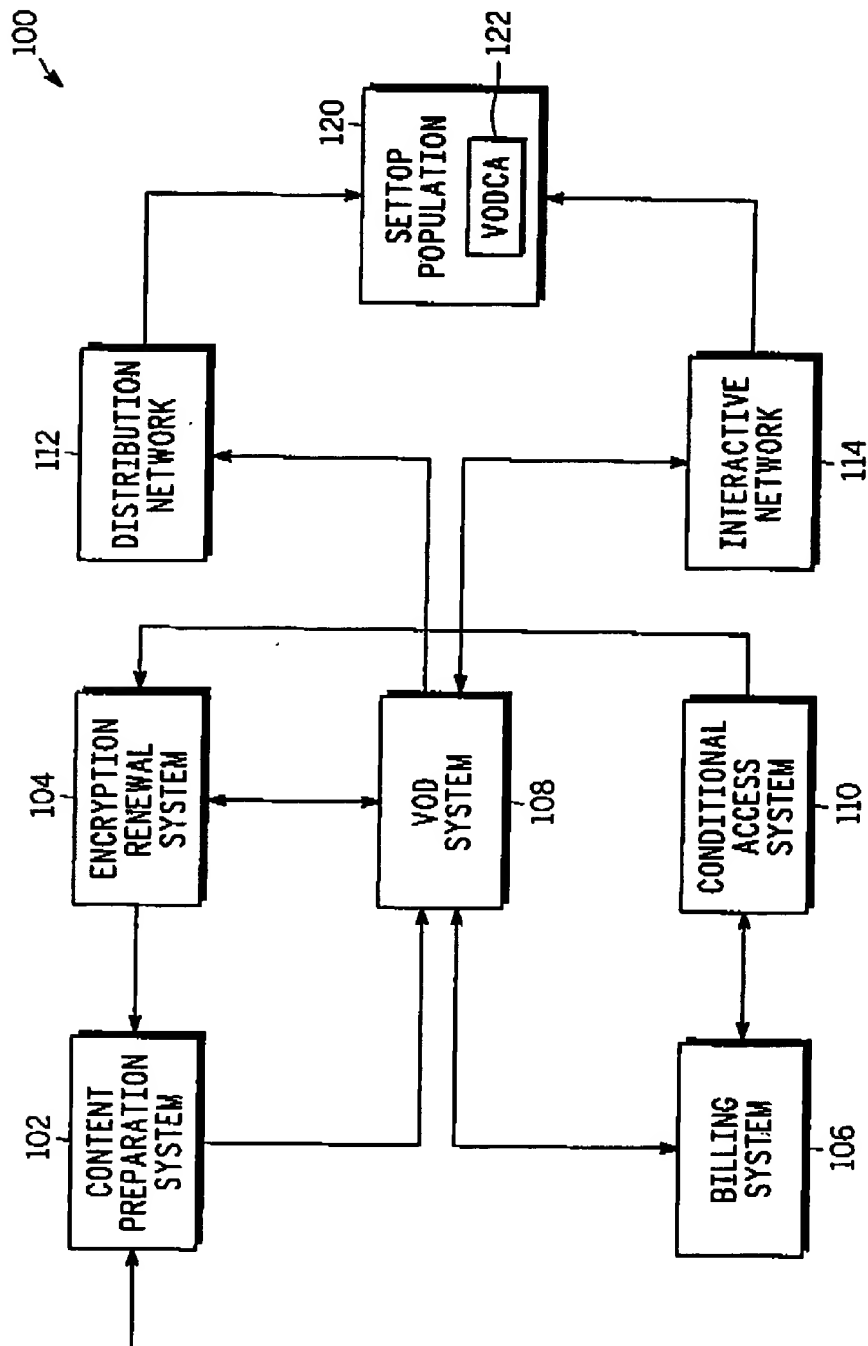 100
102
CONTENT
PREPARATION
SYSTEM
104
ENCRYPTION
RENEWAL
SYSTEM
112
DISTRIBUTION
NETWORK
120
SETTOP
POPULATION
VODCA
122
VOD
SYSTEM
108
BILLING
SYSTEM
106
CONDITIONAL
ACCESS
SYSTEM
110
INTERACTIVE
NETWORK
114